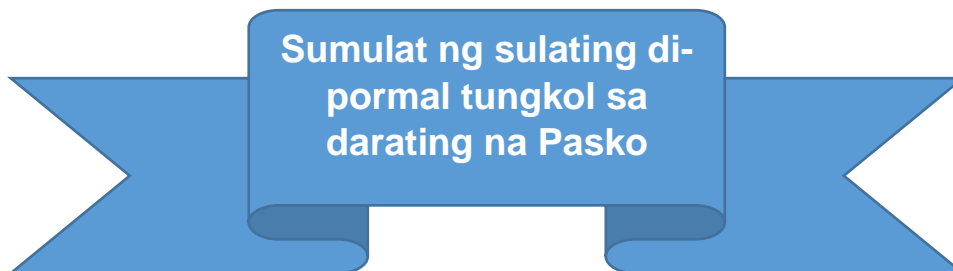 Sumulat ng sulating di-
pormal tungkol sa
darating na Pasko